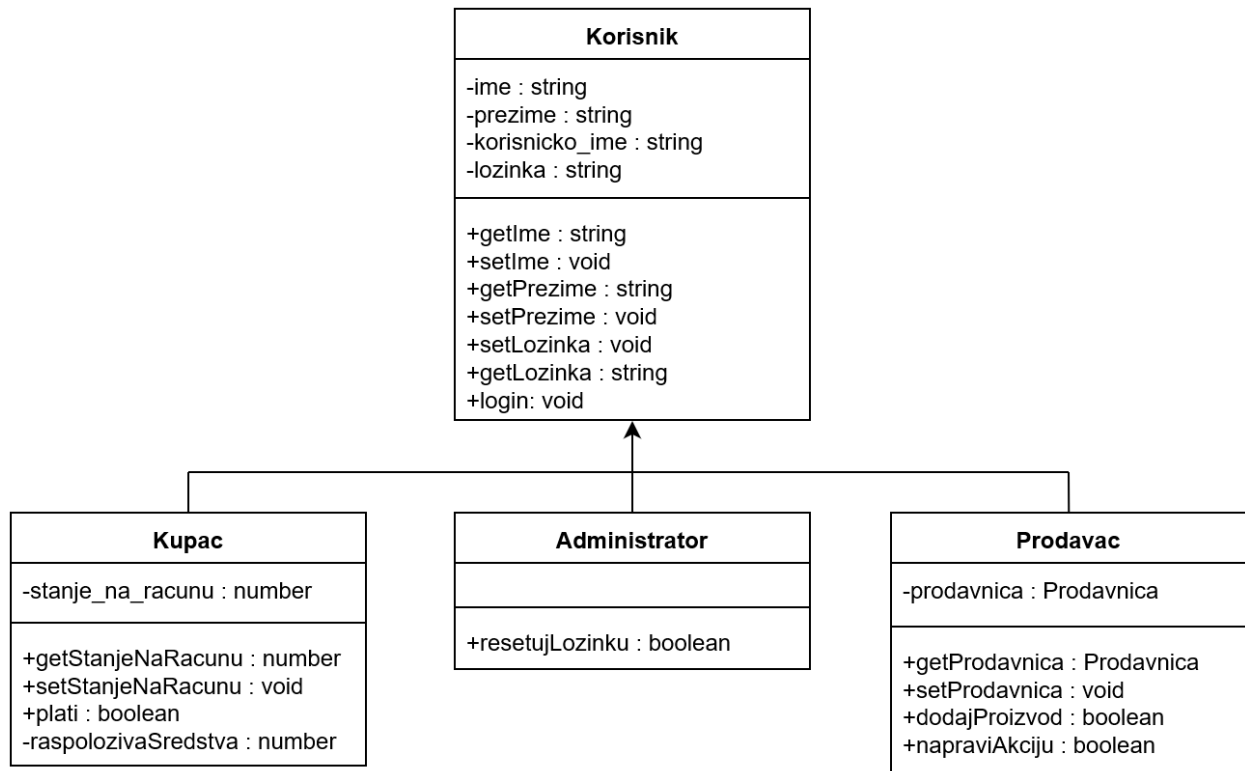 Korisnik
-ime : string
-prezime : string
-korisnicko_ime : string
-lozinka : string
+getIme : string
+setIme : void
+getPrezime : string
+setPrezime : void
+setLozinka : void
+getLozinka : string
+login: void
Kupac
-stanje_na_racunu : number
+getStanjeNaRacunu : number
+setStanjeNaRacunu : void
+plati : boolean
-raspolozivaSredstva : number
Administrator
+resetujLozinku : boolean
Prodavac
-prodavnica : Prodavnica
+getProdavnica : Prodavnica
+setProdavnica : void
+dodajProizvod : boolean
+napraviAkciju : boolean